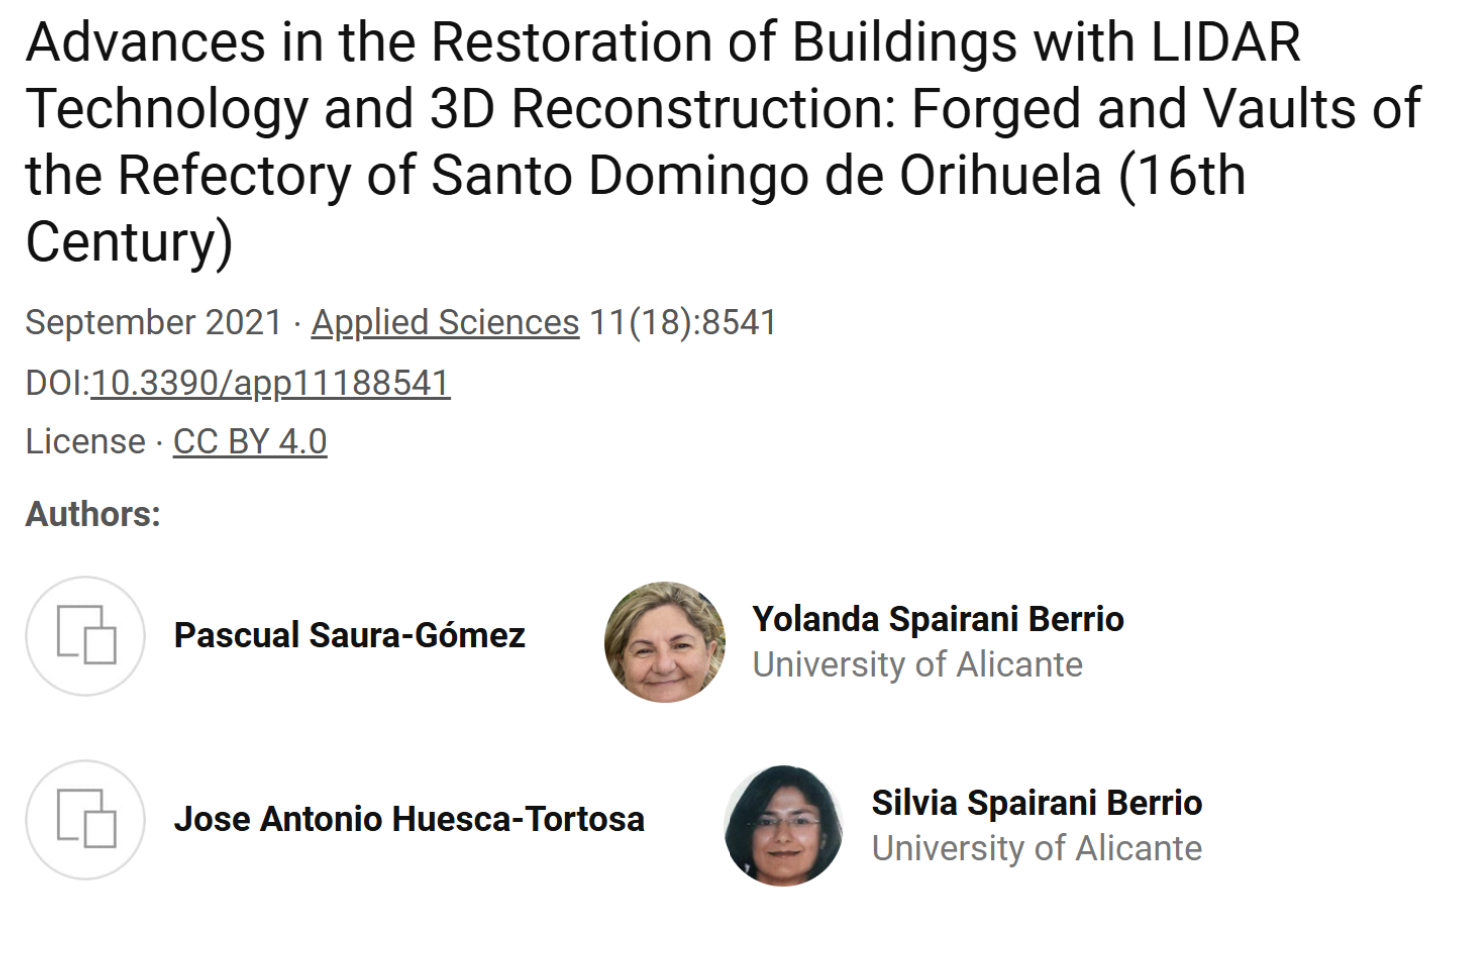 Advances in the Restoration of Buildings with LIDAR
Technology and 3D Reconstruction: Forged and Vaults of
the Refectory of Santo Domingo de Orihuela (16th
Century)
September 2021 · Applied Sciences 11(18):8541
DOI:10.3390/app11188541
License · CC BY 4.0
Authors:
Pascual Saura-Gómez
Yolanda Spairani Berrio
University of Alicante
Jose Antonio Huesca-Tortosa
Silvia Spairani Berrio
University of Alicante